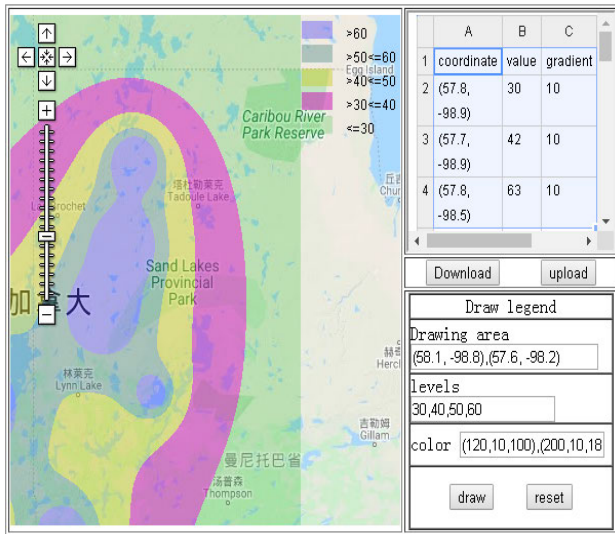 >60
>50<=60
Egg Island
>40<=50
>30<=40
<=30
Caribou River
Park Reserve
塔杜勒萊克
Tadoule Lake
Sand Lakes
Provincial
Park
加拿大
林萊克
Lynn Lake
吉勒姆
Gillam
曼尼托巴省
汤普森
Thompson
A B C
1 coordinate value gradient
2 (57.8, 30 10
-98.9)
3 (57.7, 42 10
-98.9)
4 (57.8, 63 10
-98.5)
Download upload
Draw legend
Drawing area
(58.1, -98.8),(57.6, -98.2)
levels
30,40,50,60
color (120,10,100),(200,10,18
draw reset